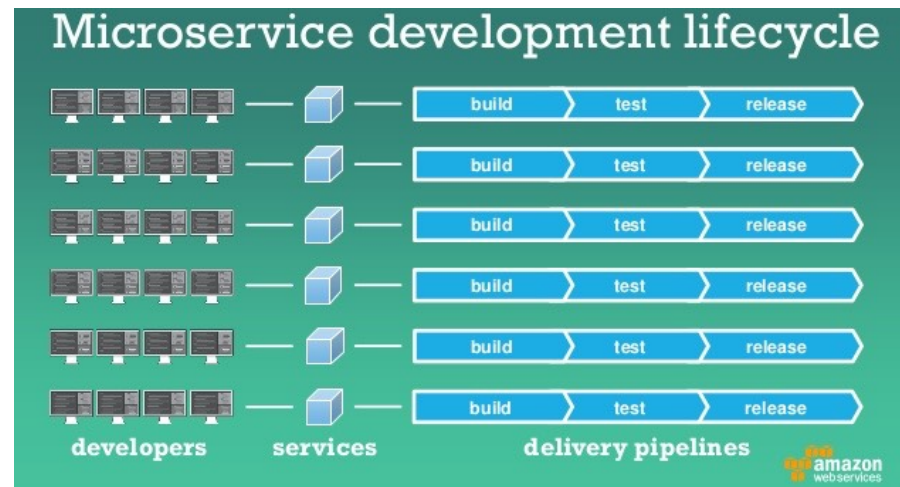 Microservice development lifecycle
build test release
build test release
build test release
build test release
build test release
build test release
developers services delivery pipelines
amazon
webservices